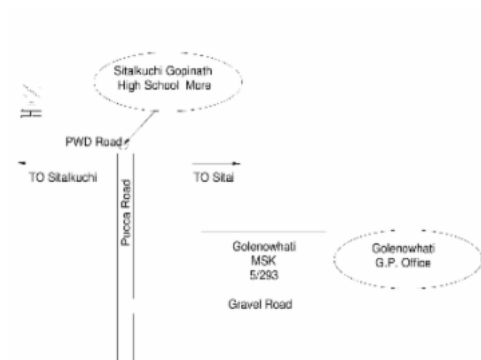 Sitalkuchi Gopinath
High School More
PWD Road
TO Sitalkuchi
TO Sitai
Pucca Road
Golenowhati
MSK
5/293
Golenowhati
G.P. Office
Gravel Road